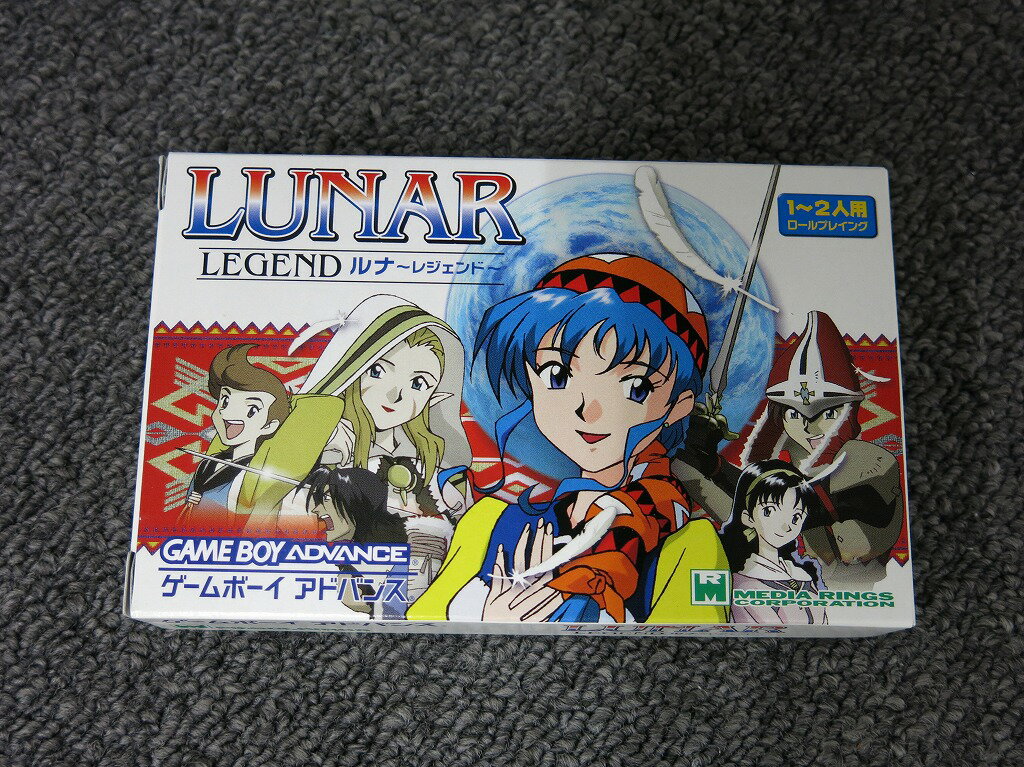 LUNAR
LEGEND ルナ～レジェンド～
1～2人用
ロールプレイング
GAME BOY ADVANCE
ゲームボーイ アドバンス
RM
MEDIA RINGS
CORPORATION